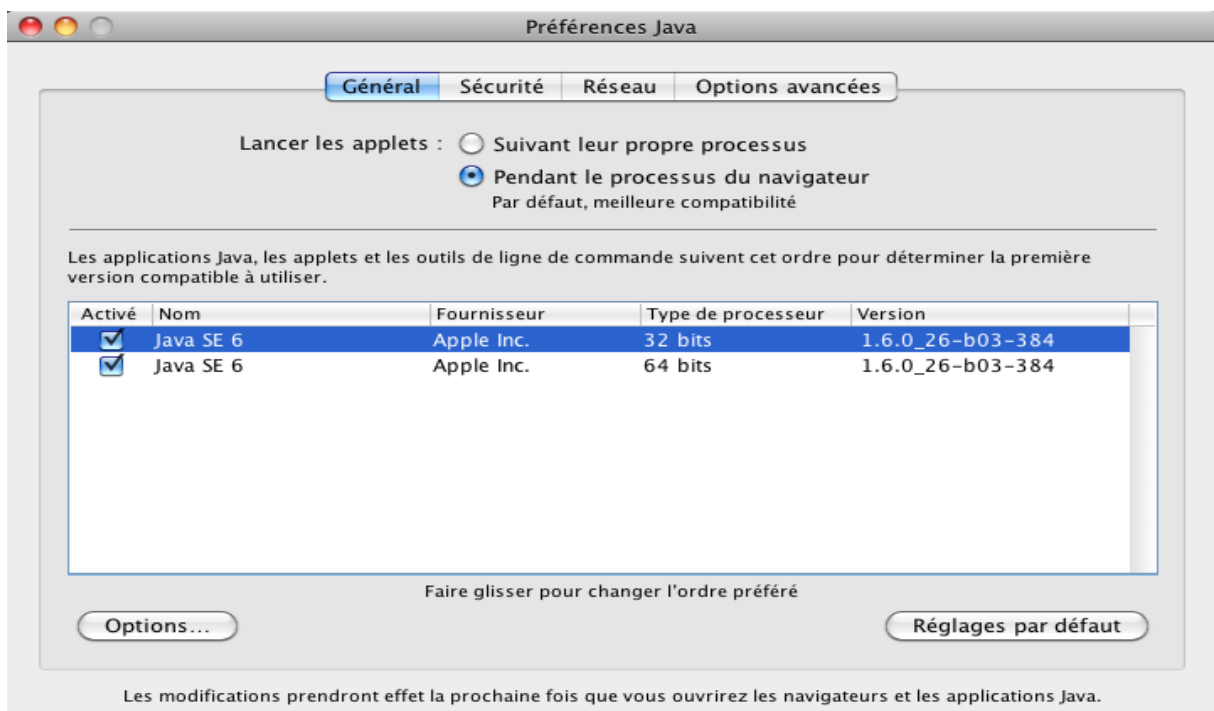 Préférences Java
Général Sécurité Réseau Options avancées
Lancer les applets : Suivant leur propre processus
Pendant le processus du navigateur
Par défaut, meilleure compatibilité
Les applications Java, les applets et les outils de ligne de commande suivent cet ordre pour déterminer la première
version compatible à utiliser.
Activé Nom Fournisseur Type de processeur Version
Java SE 6 Apple Inc. 32 bits 1.6.0_26-b03-384
Java SE 6 Apple Inc. 64 bits 1.6.0_26-b03-384
Faire glisser pour changer l'ordre préféré
Options... Réglages par défaut
Les modifications prendront effet la prochaine fois que vous ouvrirez les navigateurs et les applications Java.